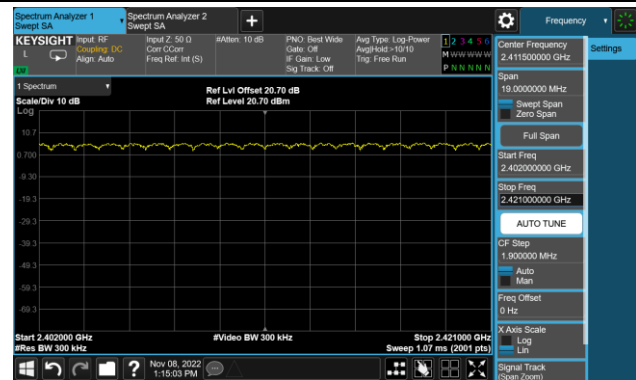 Spectrum Analyzer 1
Swept SA
Spectrum Analyzer 2
Swept SA
+
Frequency
KEYSIGHT
L
Input: RF
Coupling: DC
Align: Auto
Input Z: 50 Ω
Corr CCorr
Freq Ref: Int (S)
#Atten: 10 dB
PNO: Best Wide
Gate: Off
IF Gain: Low
Sig Track: Off
Avg Type: Log-Power
Avg|Hold:>10/10
Trig: Free Run
1 2 3 4 5 6
M W W W W W
P N N N N N
Settings
1 Spectrum
Scale/Div 10 dB
Log
Ref Lvl Offset 20.70 dB
Ref Level 20.70 dBm
10.7
0.700
-9.30
-19.3
-29.3
-39.3
-49.3
-59.3
-69.3
Start 2.402000 GHz
#Res BW 300 kHz
#Video BW 300 kHz
Stop 2.421000 GHz
Sweep 1.07 ms (2001 pts)
Center Frequency
2.411500000 GHz
Span
19.0000000 MHz
Swept Span
Zero Span
Full Span
Start Freq
2.402000000 GHz
Stop Freq
2.421000000 GHz
AUTO TUNE
CF Step
1.900000 MHz
Auto
Man
Freq Offset
0 Hz
X Axis Scale
Log
Lin
Signal Track
(Span Zoom)
?
Nov 08, 2022
1:15:03 PM